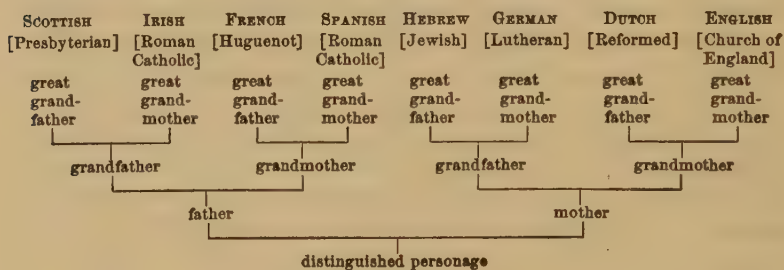 SCOTTISH IRISH FRENCH SPANISH HEBREW GERMAN DUTCH ENGLISH
[Presbyterian] [Roman [Huguenot] [Roman [Jewish] [Lutheran] [Reformed] [Church of
Catholic] Catholic] England]
great great great great great great great great
grand- grand- grand- grand- grand- grand- grand- grand-
father mother father mother father mother father mother
grandfather grandmother grandfather grandmother
father mother
distinguished personage